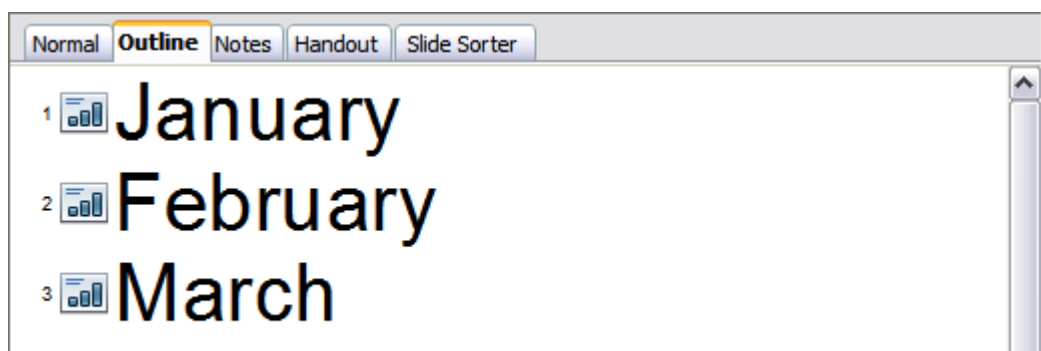 Normal Outline Notes Handout Slide Sorter
1 January
2 February
3 March